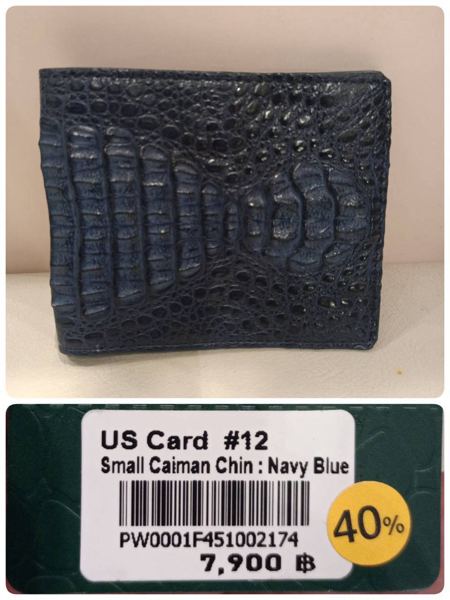 US Card #12
Small Caiman Chin : Navy Blue
PW0001F451002174
7,900 ฿
40%